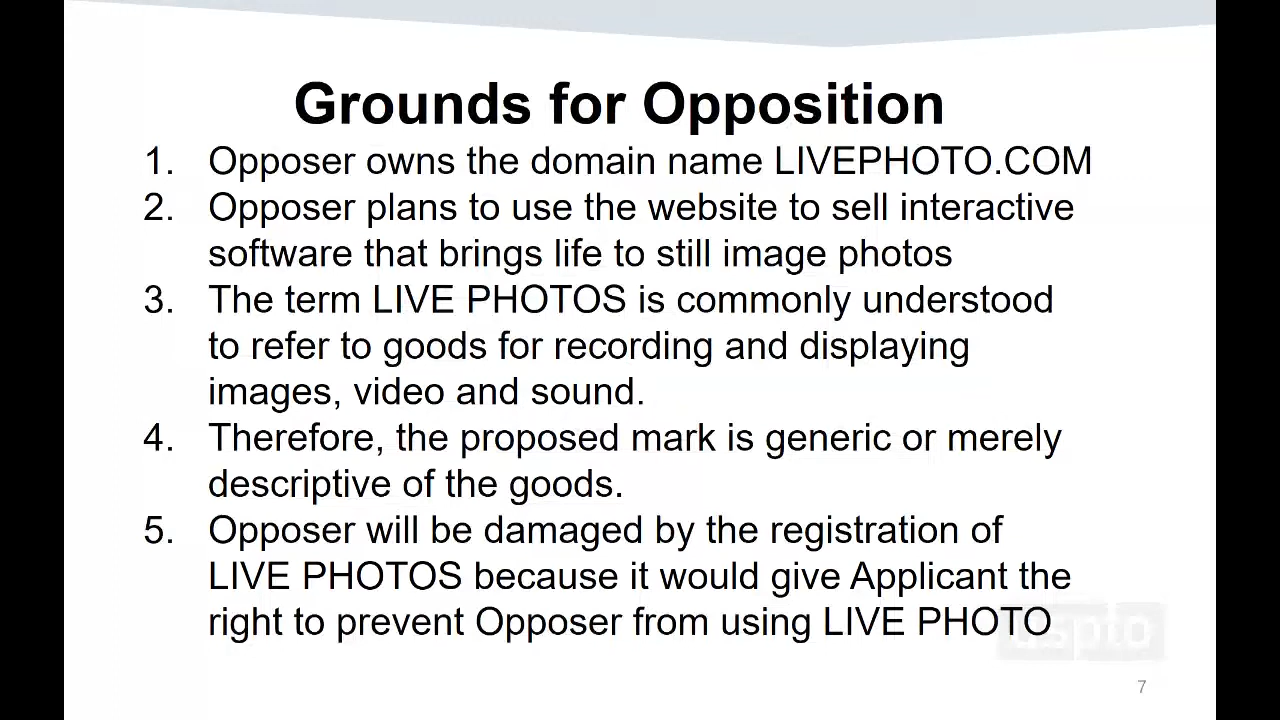 Grounds for Opposition
1. Opposer owns the domain name LIVEPHOTO.COM
2. Opposer plans to use the website to sell interactive
software that brings life to still image photos
3. The term LIVE PHOTOS is commonly understood
to refer to goods for recording and displaying
images, video and sound.
4. Therefore, the proposed mark is generic or merely
descriptive of the goods.
5. Opposer will be damaged by the registration of
LIVE PHOTOS because it would give Applicant the
right to prevent Opposer from using LIVE PHOTO
uspto
7